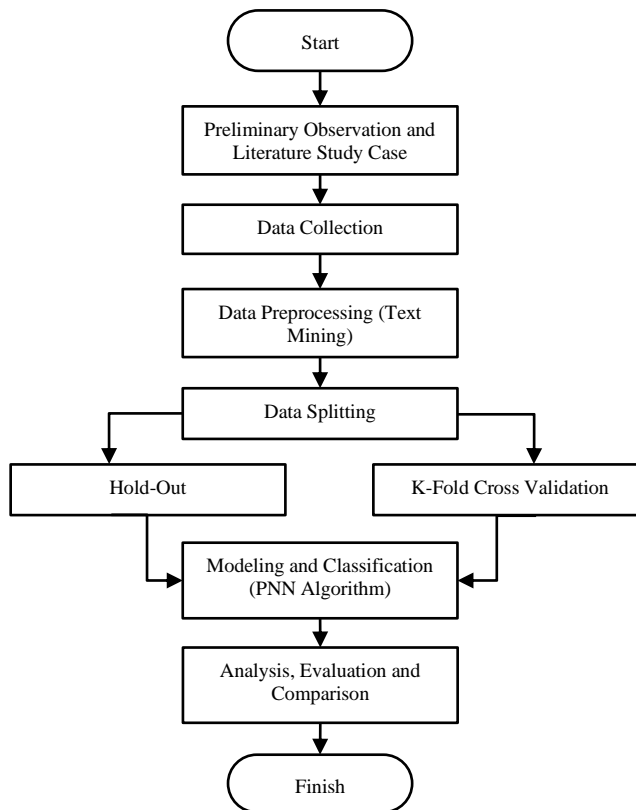 Start
Preliminary Observation and
Literature Study Case
Data Collection
Data Preprocessing (Text
Mining)
Data Splitting
Hold-Out
K-Fold Cross Validation
Modeling and Classification
(PNN Algorithm)
Analysis, Evaluation and
Comparison
Finish